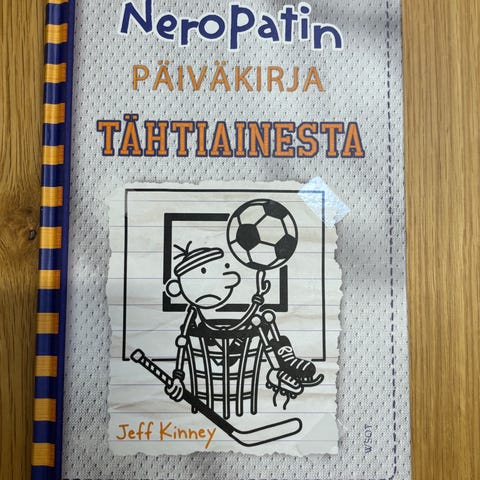 Neropatin
PÄIVÄKIRJA
TÄHTIAINESTA
Jeff Kinney
WSOY